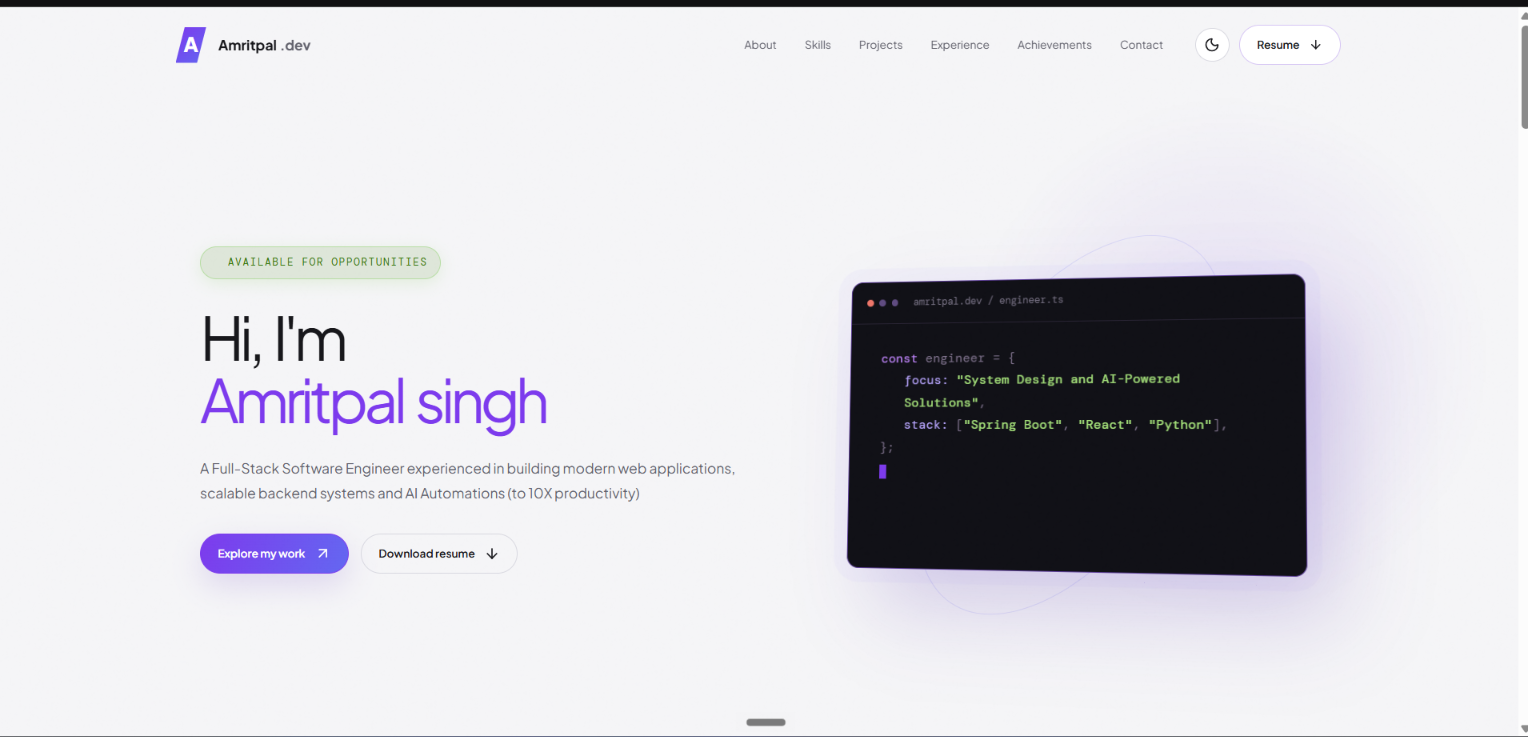 A Amritpal .dev
About Skills Projects Experience Achievements Contact Resume
AVAILABLE FOR OPPORTUNITIES
Hi, I'm
Amritpal singh
A Full-Stack Software Engineer experienced in building modern web applications,
scalable backend systems and AI Automations (to 10X productivity)
Explore my work
Download resume
amritpal.dev / engineer.ts
const engineer = {
focus: "System Design and AI-Powered
Solutions",
stack: ["Spring Boot", "React", "Python"],
};